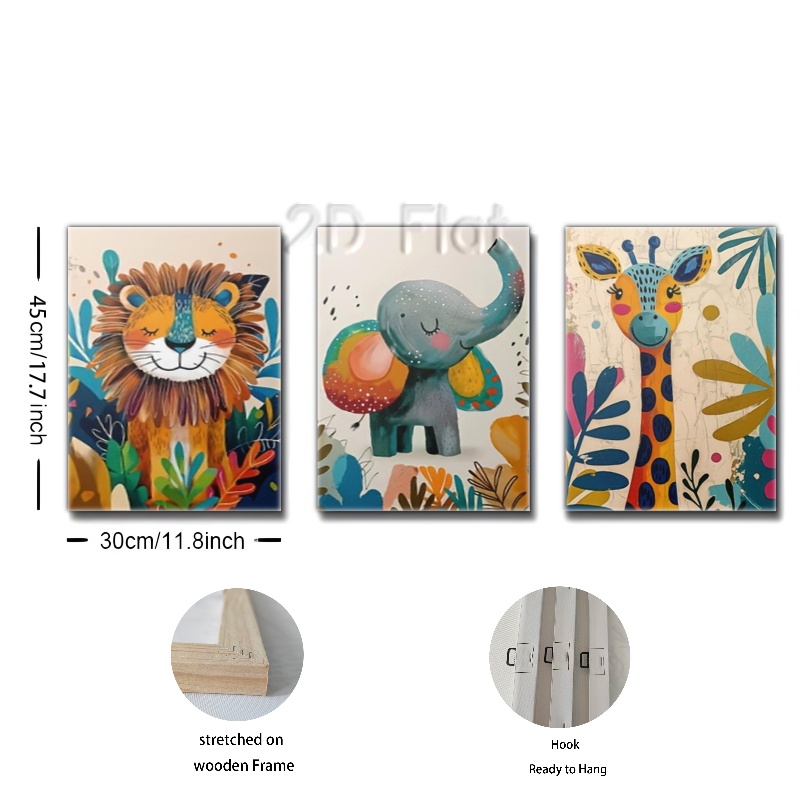 2D Flat
45cm/17.7inch
30cm/11.8inch
stretched on
wooden Frame
Hook
Ready to Hang